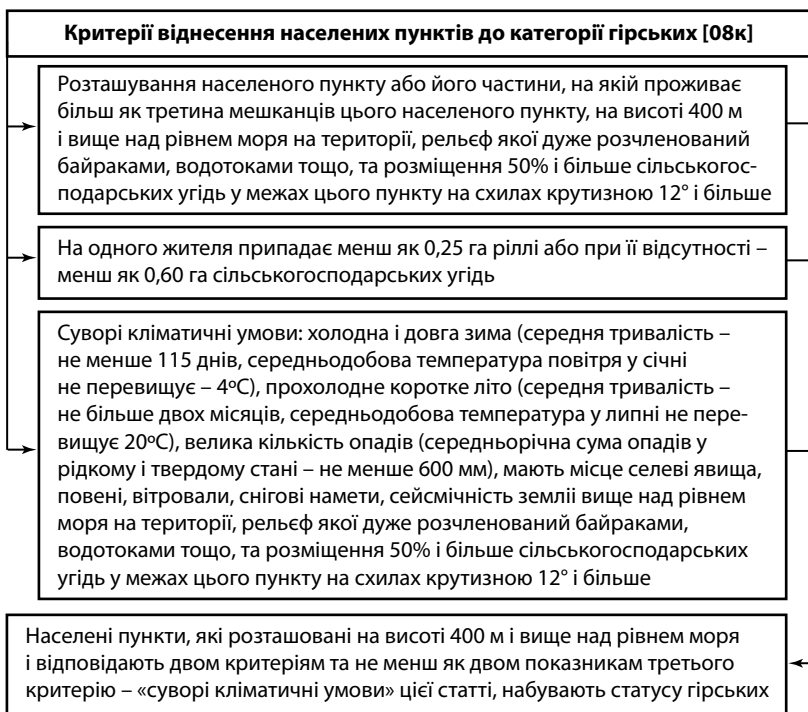 Критерії віднесення населених пунктів до категорії гірських [08к]
Розташування населеного пункту або його частини, на якій проживає
більш як третина мешканців цього населеного пункту, на висоті 400 м
і вище над рівнем моря на території, рельєф якої дуже розчленований
байраками, водотоками тощо, та розміщення 50% і більше сільськогос-
подарських угідь у межах цього пункту на схилах крутизною 12° і більше
На одного жителя припадає менш як 0,25 га ріллі або при її відсутності –
менш як 0,60 га сільськогосподарських угідь
Суворі кліматичні умови: холодна і довга зима (середня тривалість –
не менше 115 днів, середньодобова температура повітря у січні
не перевищує – 4ºС), прохолодне коротке літо (середня тривалість –
не більше двох місяців, середньодобова температура у липні не пере-
вищує 20ºС), велика кількість опадів (середньорічна сума опадів у
рідкому і твердому стані – не менше 600 мм), мають місце селеві явища,
повені, вітровали, снігові намети, сейсмічність земліі вище над рівнем
моря на території, рельєф якої дуже розчленований байраками,
водотоками тощо, та розміщення 50% і більше сільськогосподарських
угідь у межах цього пункту на схилах крутизною 12° і більше
Населені пункти, які розташовані на висоті 400 м і вище над рівнем моря
і відповідають двом критеріям та не менш як двом показникам третього
критерію – «суворі кліматичні умови» цієї статті, набувають статусу гірських